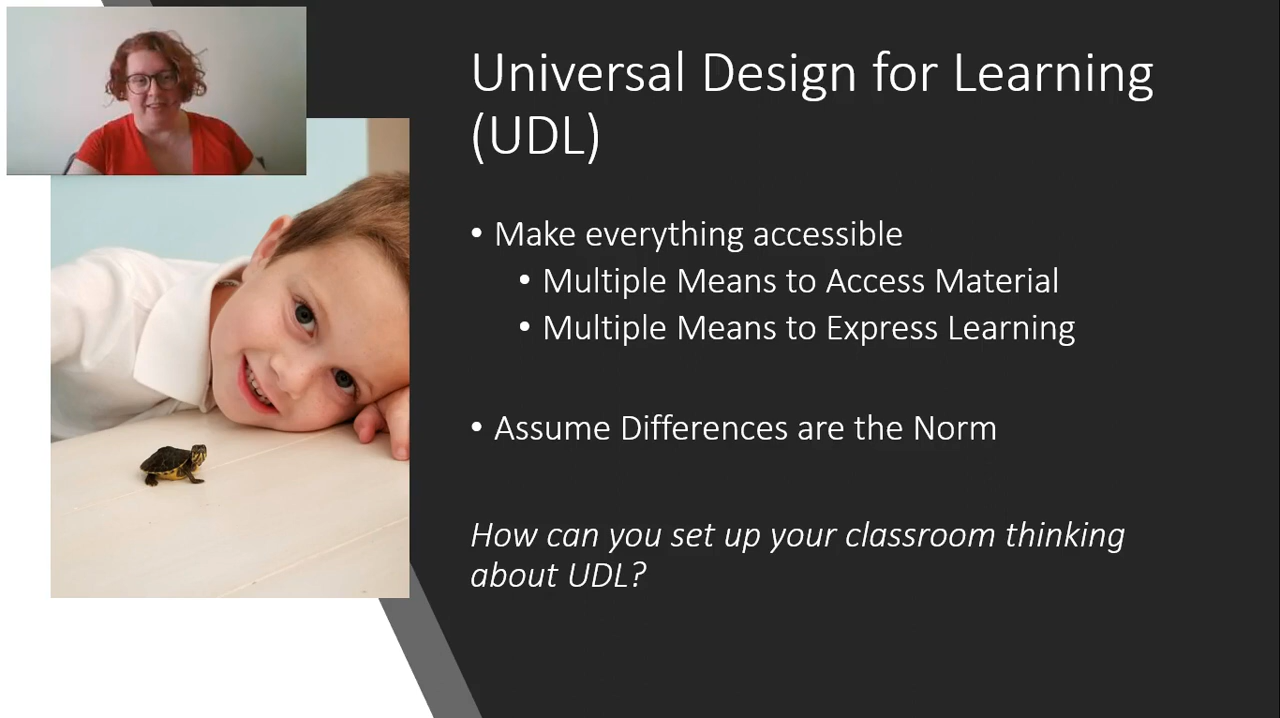 Universal Design for Learning
(UDL)
• Make everything accessible
• Multiple Means to Access Material
• Multiple Means to Express Learning
• Assume Differences are the Norm
How can you set up your classroom thinking
about UDL?